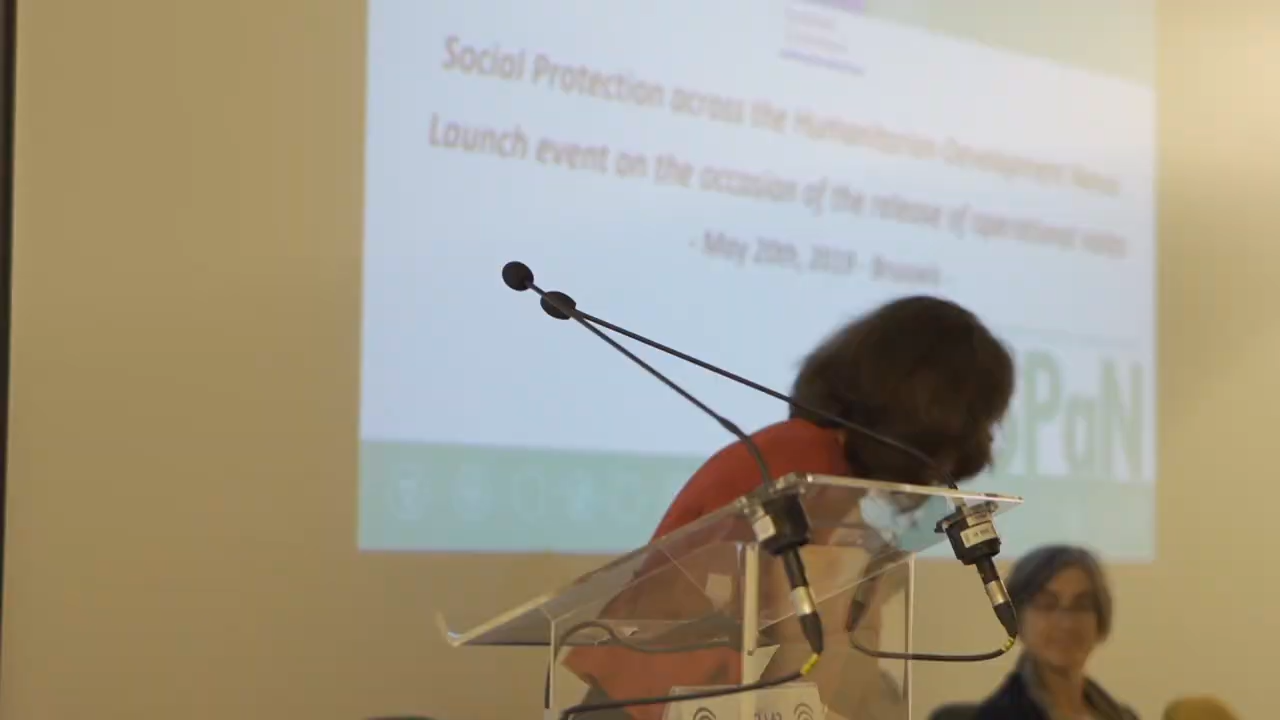 Social Protection across the Humanitarian-Development Nexus
Launch event on the occasion of the release of operational notes
- May 20th, 2019 - Brussels
PaN